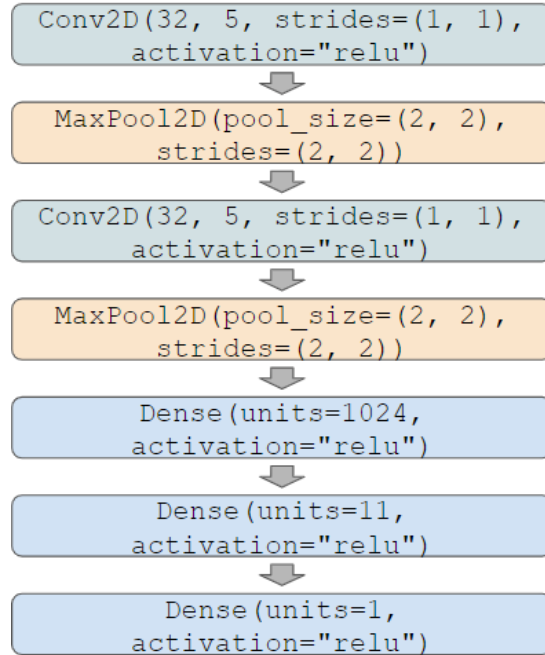 Conv2D(32, 5, strides=(1, 1),
activation="relu")
MaxPool2D(pool_size=(2, 2),
strides=(2, 2))
Conv2D(32, 5, strides=(1, 1),
activation="relu")
MaxPool2D(pool_size=(2, 2),
strides=(2, 2))
Dense(units=1024,
activation="relu")
Dense(units=11,
activation="relu")
Dense(units=1,
activation="relu")